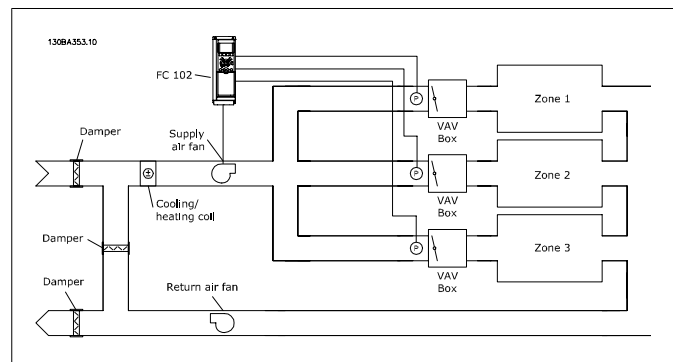 130BA353.10
FC 102
P
Zone 1
VAV
Box
Damper
Supply
air fan
P
Zone 2
VAV
Box
Cooling/
heating coil
Damper
P
Zone 3
VAV
Box
Damper
Return air fan